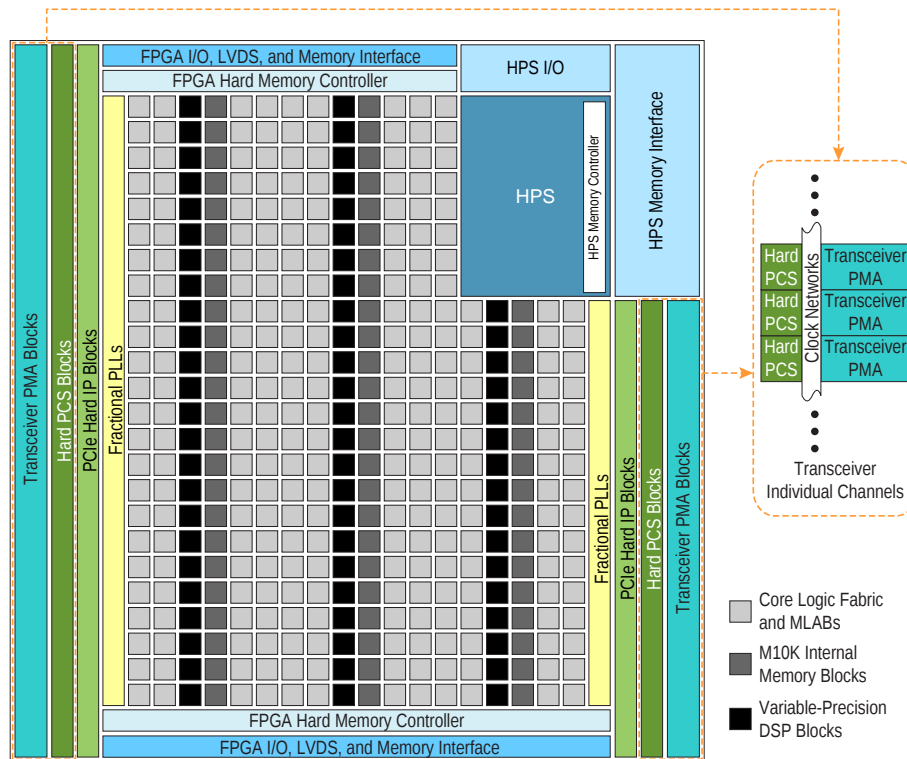 FPGA I/O, LVDS, and Memory Interface
FPGA Hard Memory Controller
HPS I/O
HPS
HPS Memory Controller
HPS Memory Interface
Transceiver PMA Blocks
Hard PCS Blocks
PCIe Hard IP Blocks
Fractional PLLs
Fractional PLLs
PCIe Hard IP Blocks
Hard PCS Blocks
Transceiver PMA Blocks
FPGA Hard Memory Controller
FPGA I/O, LVDS, and Memory Interface
Hard
PCS
Hard
PCS
Hard
PCS
Clock Networks
Transceiver
PMA
Transceiver
PMA
Transceiver
PMA
Transceiver
Individual Channels
Core Logic Fabric
and MLABs
M10K Internal
Memory Blocks
Variable-Precision
DSP Blocks